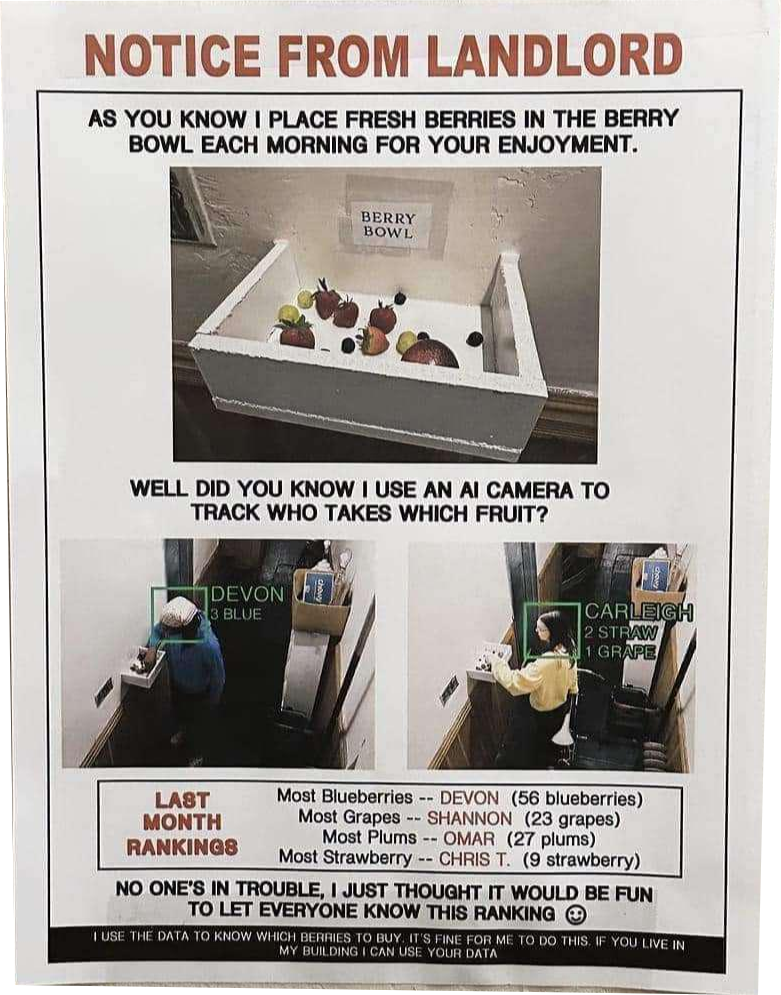 NOTICE FROM LANDLORD
AS YOU KNOW I PLACE FRESH BERRIES IN THE BERRY
BOWL EACH MORNING FOR YOUR ENJOYMENT.
BERRY
BOWL
WELL DID YOU KNOW I USE AN AI CAMERA TO
TRACK WHO TAKES WHICH FRUIT?
DEVON
3 BLUE
chewy
CARLEIGH
2 STRAW
1 GRAPE
LAST
MONTH
RANKINGS
Most Blueberries -- DEVON (56 blueberries)
Most Grapes -- SHANNON (23 grapes)
Most Plums -- OMAR (27 plums)
Most Strawberry -- CHRIS T. (9 strawberry)
NO ONE'S IN TROUBLE, I JUST THOUGHT IT WOULD BE FUN
TO LET EVERYONE KNOW THIS RANKING ☺
I USE THE DATA TO KNOW WHICH BERRIES TO BUY. IT'S FINE FOR ME TO DO THIS. IF YOU LIVE IN
MY BUILDING I CAN USE YOUR DATA